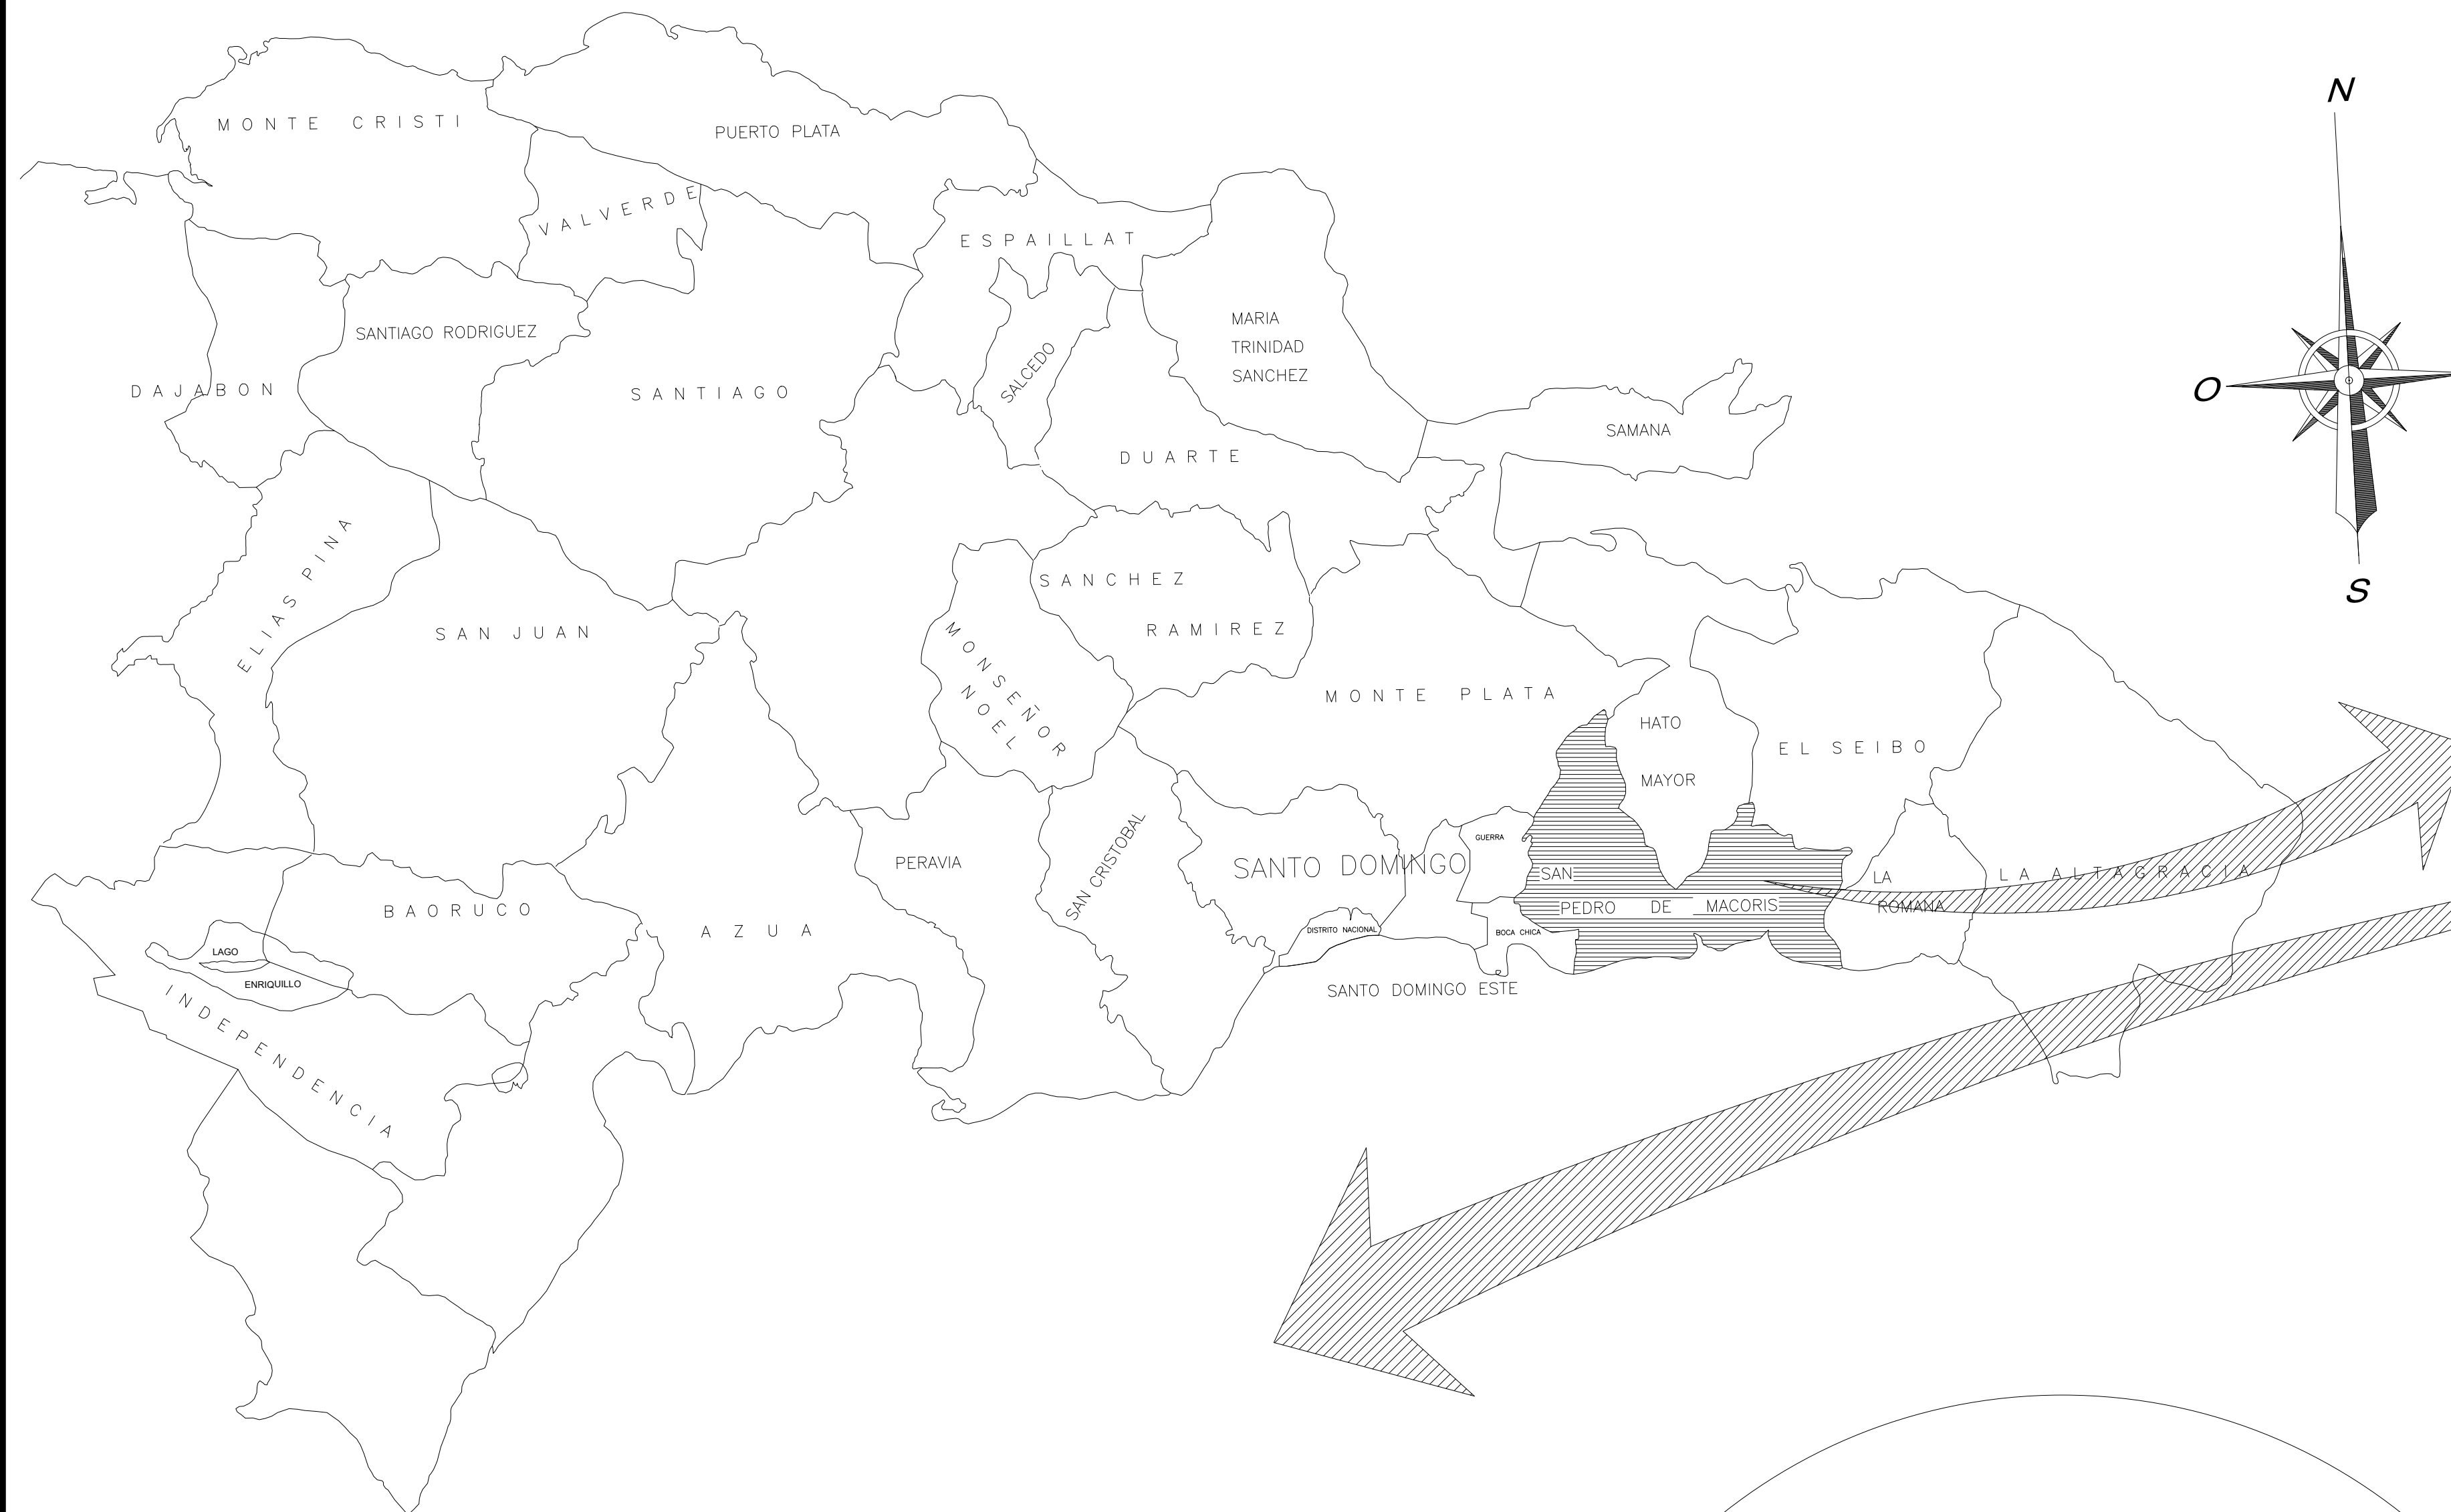 N
MONTE CRISTI
PUERTO PLATA
VALVERDE
ESPAILLAT
MARIA
TRINIDAD
SANCHEZ
SANTIAGO RODRIGUEZ
DAJABON
SANTIAGO
SALCEDO
O
SAMANA
DUARTE
ELIAS PINA
SANCHEZ
RAMIREZ
S
SAN JUAN
MONSEÑOR
NOEL
MONTE PLATA
HATO
MAYOR
EL SEIBO
GUERRA
PERAVIA
SAN CRISTOBAL
SANTO DOMINGO
SAN
PEDRO DE MACORIS
LA
ROMANA
LA ALTAGRACIA
BAORUCO
AZUA
DISTRITO NACIONAL
BOCA CHICA
LAGO
ENRIQUILLO
SANTO DOMINGO ESTE
INDEPENDENCIA